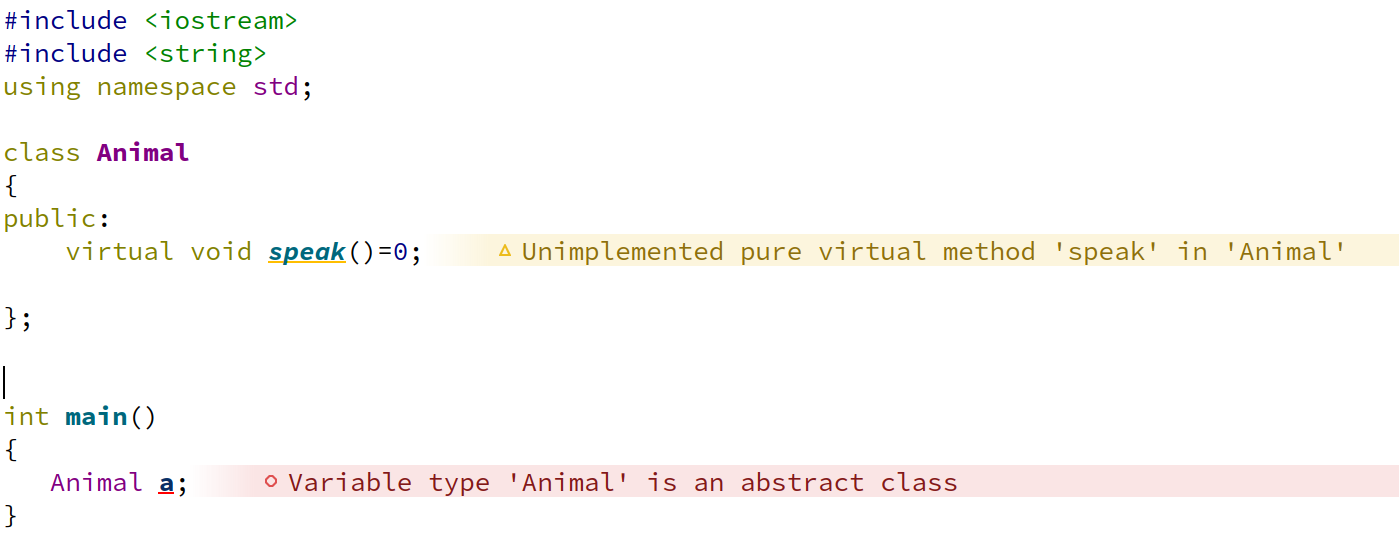 #include <iostream>
#include <string>
using namespace std;
class Animal
{
public:
    virtual void speak()=0; Unimplemented pure virtual method 'speak' in 'Animal'
};
int main()
{
   Animal a; Variable type 'Animal' is an abstract class
}